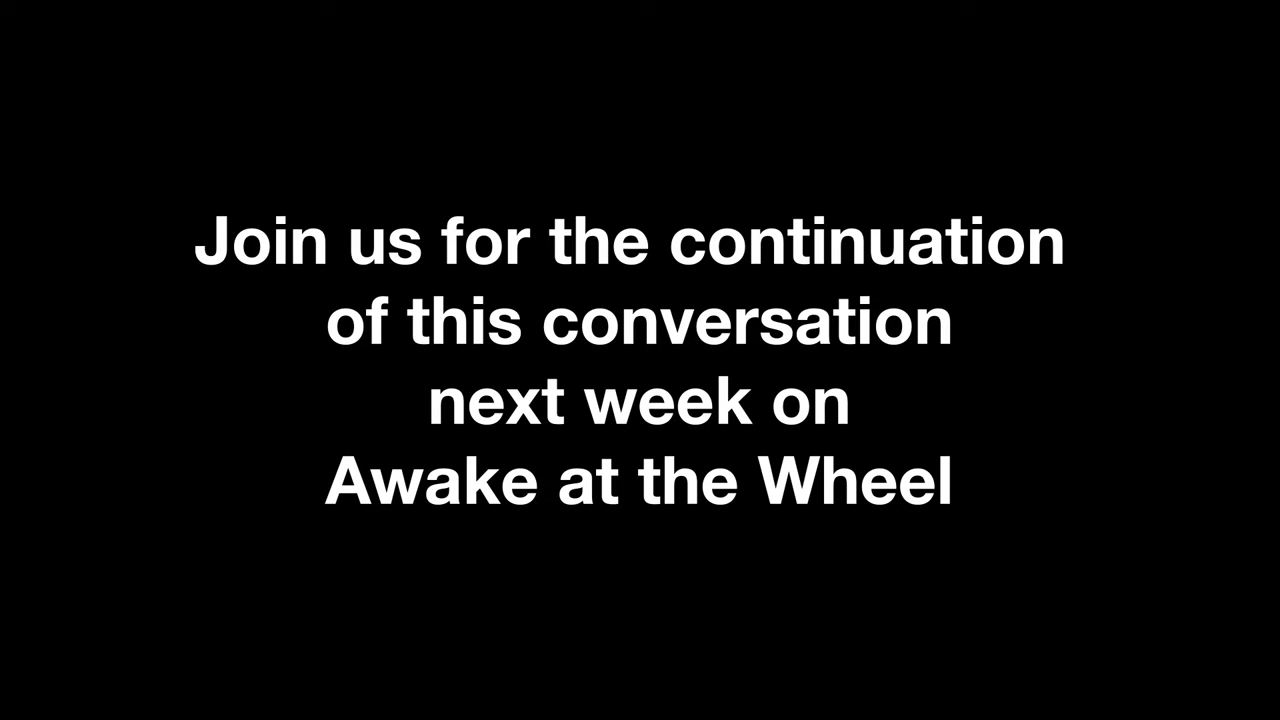 Join us for the continuation
of this conversation
next week on
Awake at the Wheel